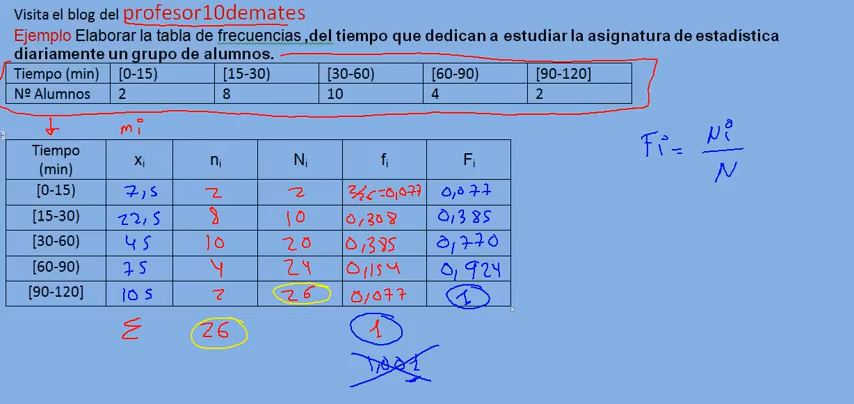 Visita el blog del profesor10demates
Ejemplo Elaborar la tabla de frecuencias ,del tiempo que dedican a estudiar la asignatura de estadística
diariamente un grupo de alumnos.
Tiempo (min) [0-15) [15-30) [30-60) [60-90) [90-120]
Nº Alumnos 2 8 10 4 2
mi
Fi = Ni / N
Tiempo (min) xi ni Ni fi Fi
[0-15) 7,5 2 2 2/26=0,077 0,077
[15-30) 22,5 8 10 0,308 0,385
[30-60) 45 10 20 0,385 0,770
[60-90) 75 4 24 0,154 0,924
[90-120] 105 2 26 0,077 1
Σ 26 1
1,001